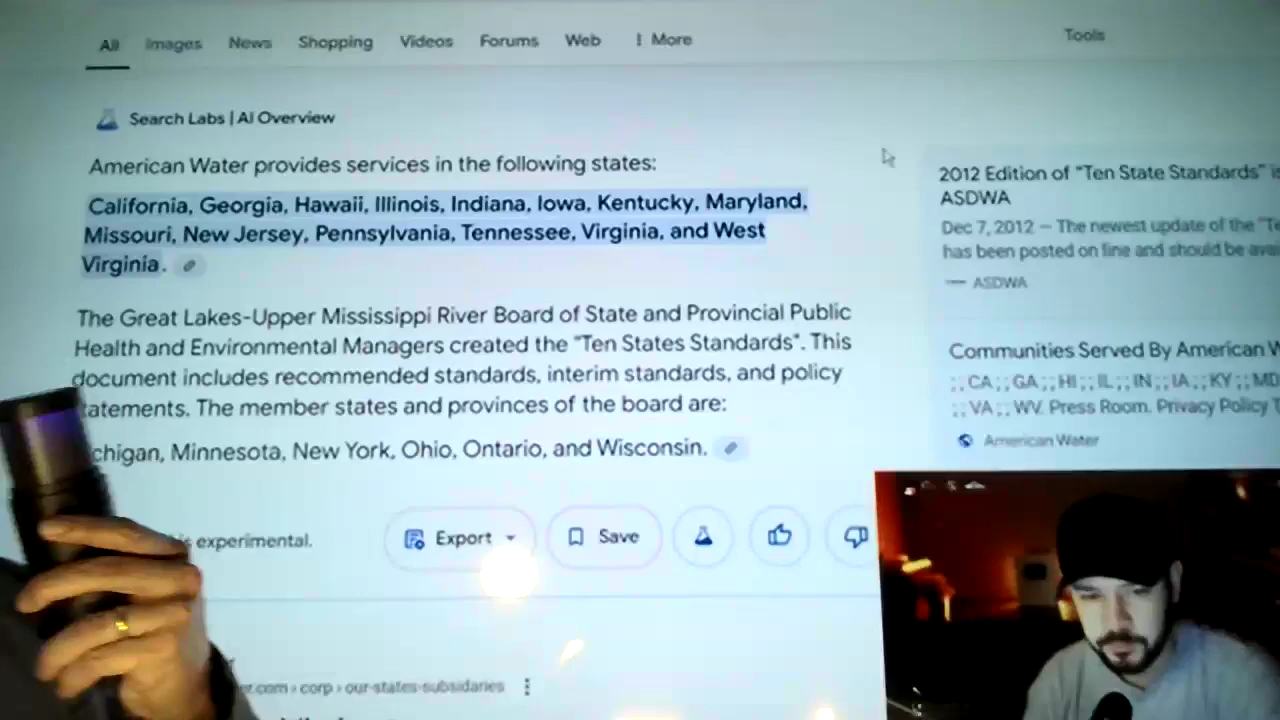 All Images News Shopping Videos Forums Web More
Tools
Search Labs | AI Overview
American Water provides services in the following states:
California, Georgia, Hawaii, Illinois, Indiana, Iowa, Kentucky, Maryland,
Missouri, New Jersey, Pennsylvania, Tennessee, Virginia, and West
Virginia.
The Great Lakes-Upper Mississippi River Board of State and Provincial Public
Health and Environmental Managers created the "Ten States Standards". This
document includes recommended standards, interim standards, and policy
tatements. The member states and provinces of the board are:
chigan, Minnesota, New York, Ohio, Ontario, and Wisconsin.
experimental.
Export
Save
er.com › corp › our-states-subsidaries
2012 Edition of "Ten State Standards" is
ASDWA
Dec 7, 2012 — The newest update of the "Te
has been posted on line and should be avai
— ASDWA
Communities Served By American W
; ; CA ; ; GA ; ; HI ; ; IL ; ; IN ; ; IA ; ; KY ; ; MD
; ; VA ; ; WV. Press Room. Privacy Policy T
American Water